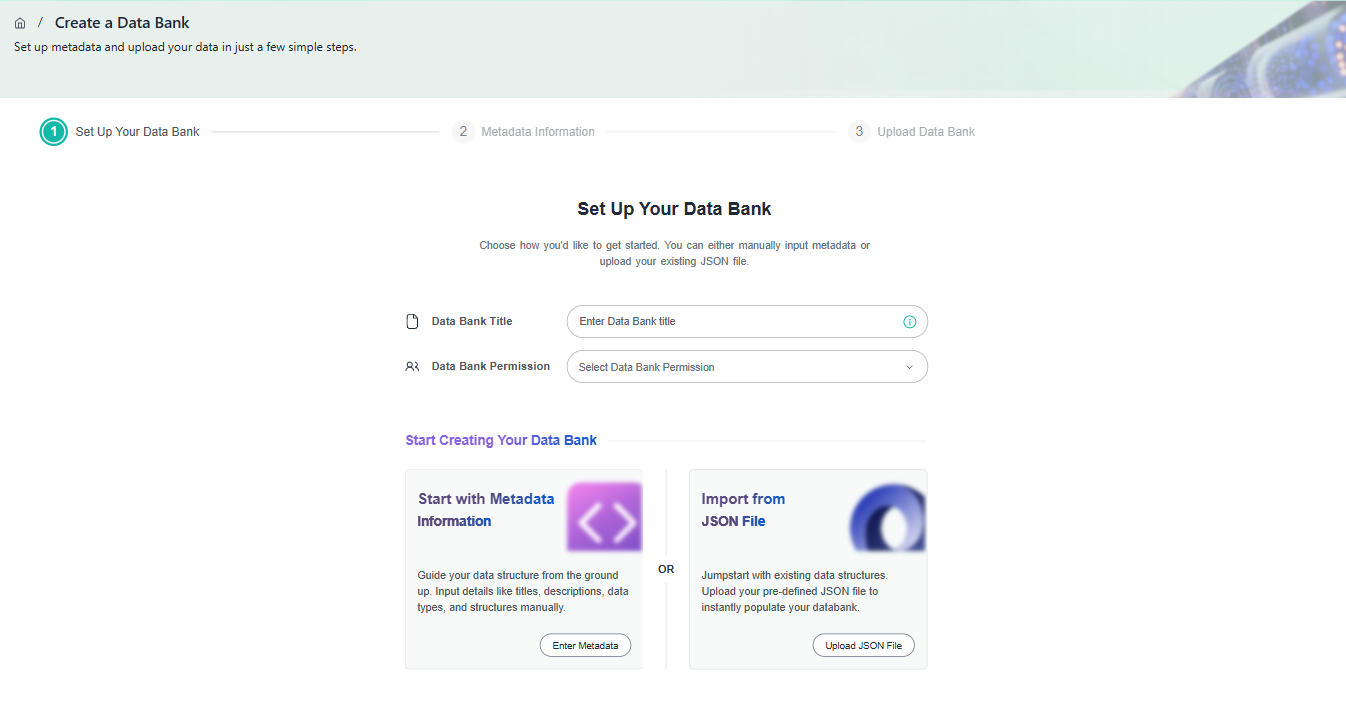 / Create a Data Bank
Set up metadata and upload your data in just a few simple steps.
1 Set Up Your Data Bank
2 Metadata Information
3 Upload Data Bank
Set Up Your Data Bank
Choose how you'd like to get started. You can either manually input metadata or
upload your existing JSON file.
Data Bank Title
Enter Data Bank title
Data Bank Permission
Select Data Bank Permission
Start Creating Your Data Bank
Start with Metadata
Information
Guide your data structure from the ground
up. Input details like titles, descriptions, data
types, and structures manually.
Enter Metadata
OR
Import from
JSON File
Jumpstart with existing data structures.
Upload your pre-defined JSON file to
instantly populate your databank.
Upload JSON File